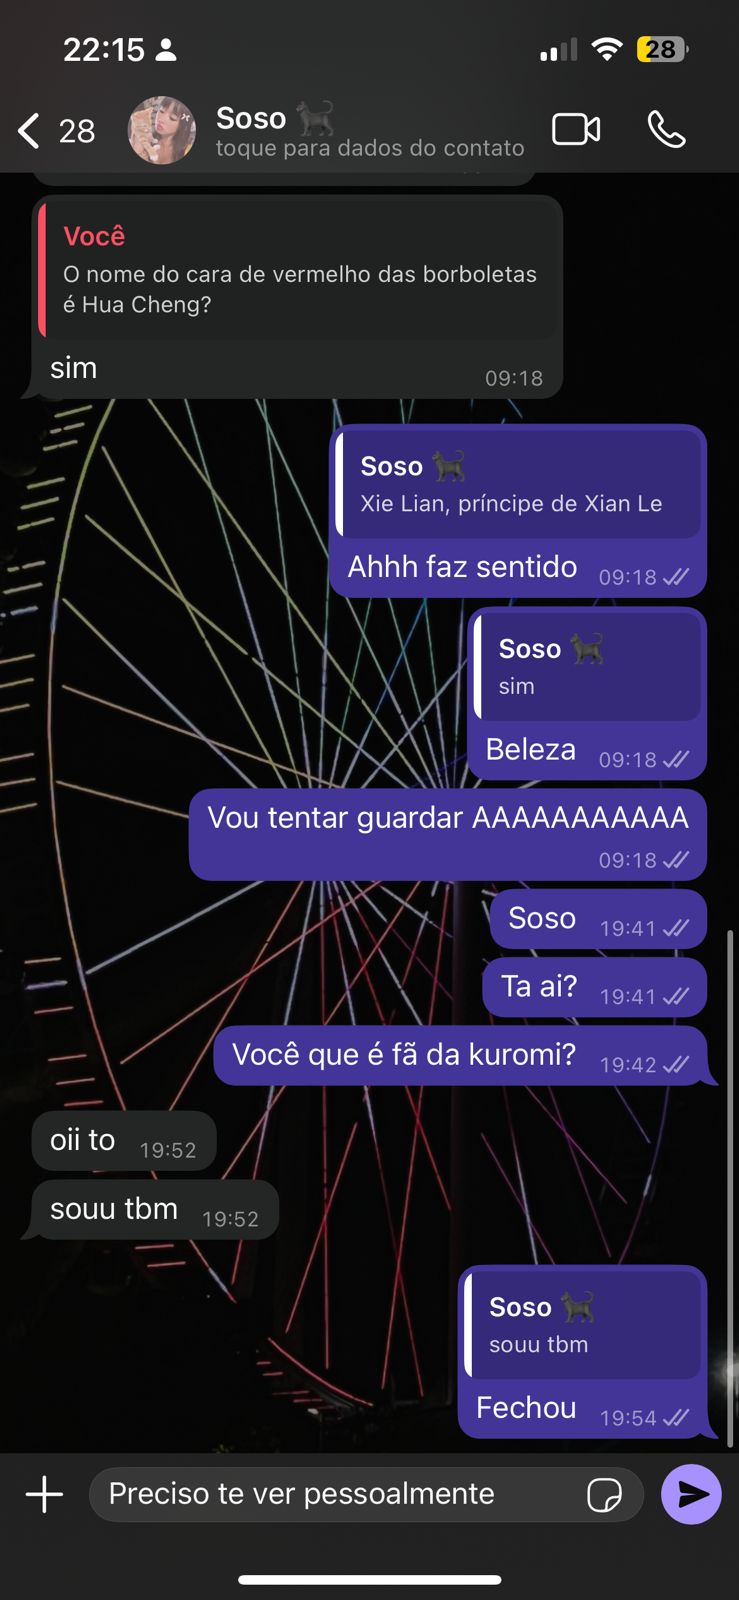 22:15
28
28
Soso
toque para dados do contato
Você
O nome do cara de vermelho das borboletas
é Hua Cheng?
sim
09:18
Soso
Xie Lian, príncipe de Xian Le
Ahhh faz sentido 09:18
Soso
sim
Beleza 09:18
Vou tentar guardar AAAAAAAAAAA
09:18
Soso 19:41
Ta ai? 19:41
Você que é fã da kuromi? 19:42
oii to 19:52
souu tbm 19:52
Soso
souu tbm
Fechou 19:54
Preciso te ver pessoalmente